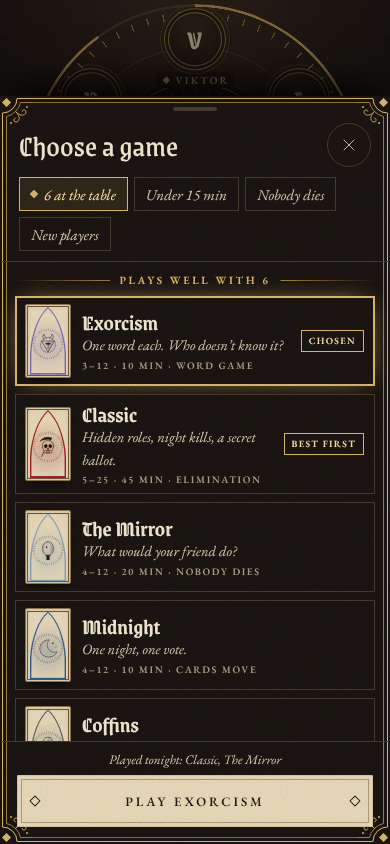 V
VIKTOR
Choose a game
6 at the table
Under 15 min
Nobody dies
New players
PLAYS WELL WITH 6
Exorcism
One word each. Who doesn't know it?
3–12 · 10 MIN · WORD GAME
CHOSEN
Classic
Hidden roles, night kills, a secret
ballot.
5–25 · 45 MIN · ELIMINATION
BEST FIRST
The Mirror
What would your friend do?
4–12 · 20 MIN · NOBODY DIES
Midnight
One night, one vote.
4–12 · 10 MIN · CARDS MOVE
Coffins
Played tonight: Classic, The Mirror
PLAY EXORCISM